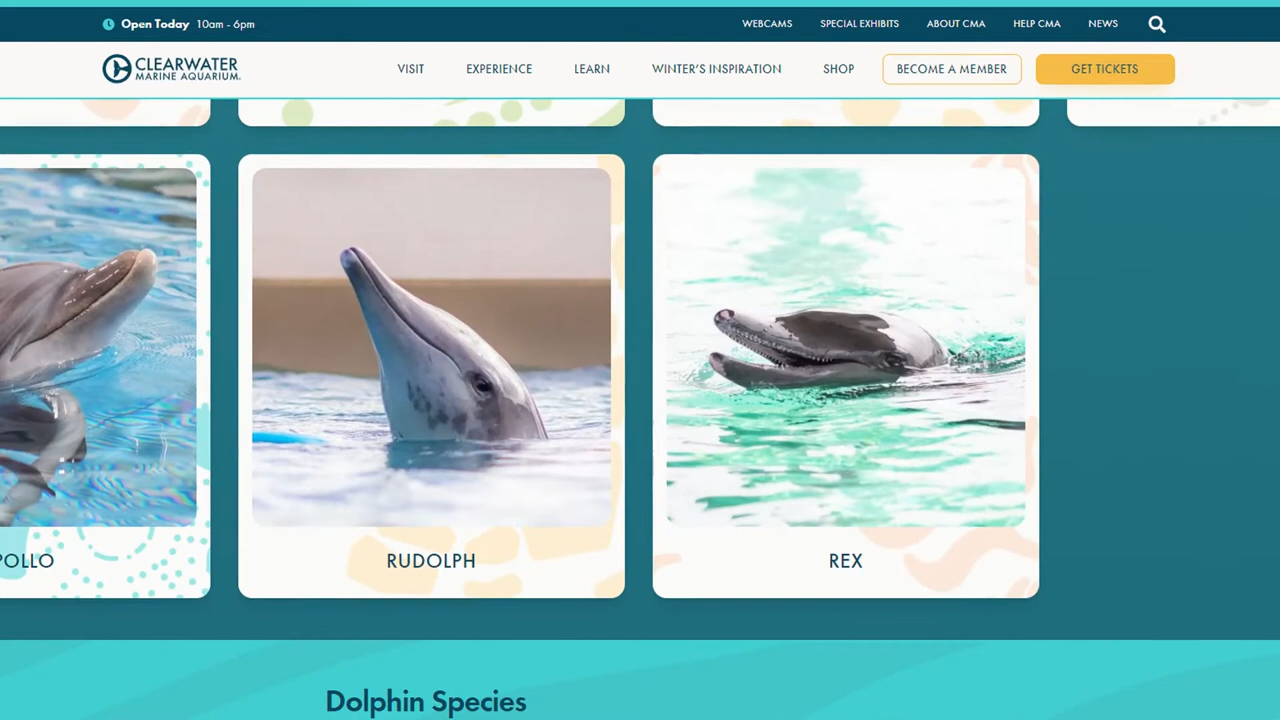 Open Today 10am - 6pm
WEBCAMS SPECIAL EXHIBITS ABOUT CMA HELP CMA NEWS
CLEARWATER
MARINE AQUARIUM.
VISIT EXPERIENCE LEARN WINTER'S INSPIRATION SHOP BECOME A MEMBER GET TICKETS
POLLO RUDOLPH REX
Dolphin Species